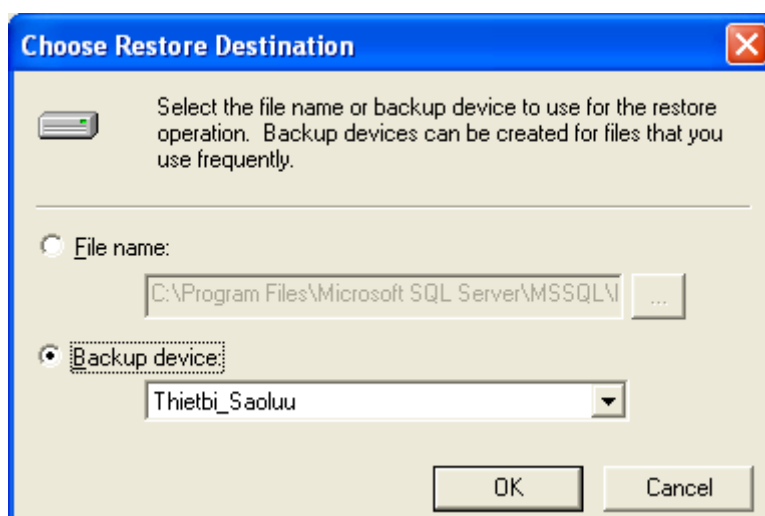 Choose Restore Destination
Select the file name or backup device to use for the restore
operation. Backup devices can be created for files that you
use frequently.
File name:
C:\Program Files\Microsoft SQL Server\MSSQL\
...
Backup device:
Thietbi_Saoluu
OK
Cancel